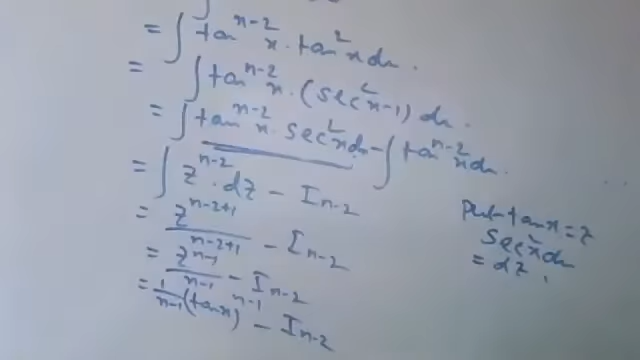 = ∫ tan^{n-2} x . tan^2 x dx .
= ∫ tan^{n-2} x . (sec^2 x-1) dx .
= ∫ tan^{n-2} x . sec^2 x dx - ∫ tan^{n-2} x dx .
= ∫ z^{n-2} . dz - I_{n-2}
= z^{n-2+1} / n-2+1 - I_{n-2}
= z^{n-1} / n-1 - I_{n-2}
= 1/n-1 (tan x)^{n-1} - I_{n-2}
Put tan x = z
sec^2 x dx
= dz .